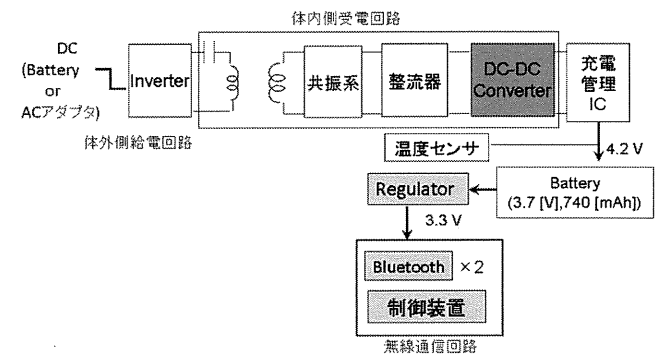 体内側受電回路
DC
(Battery
or
ACアダプタ)
Inverter
共振系
整流器
DC-DC
Converter
充電
管理
IC
体外側給電回路
温度センサ
4.2 V
Regulator
Battery
(3.7 [V],740 [mAh])
3.3 V
Bluetooth ×2
制御装置
無線通信回路